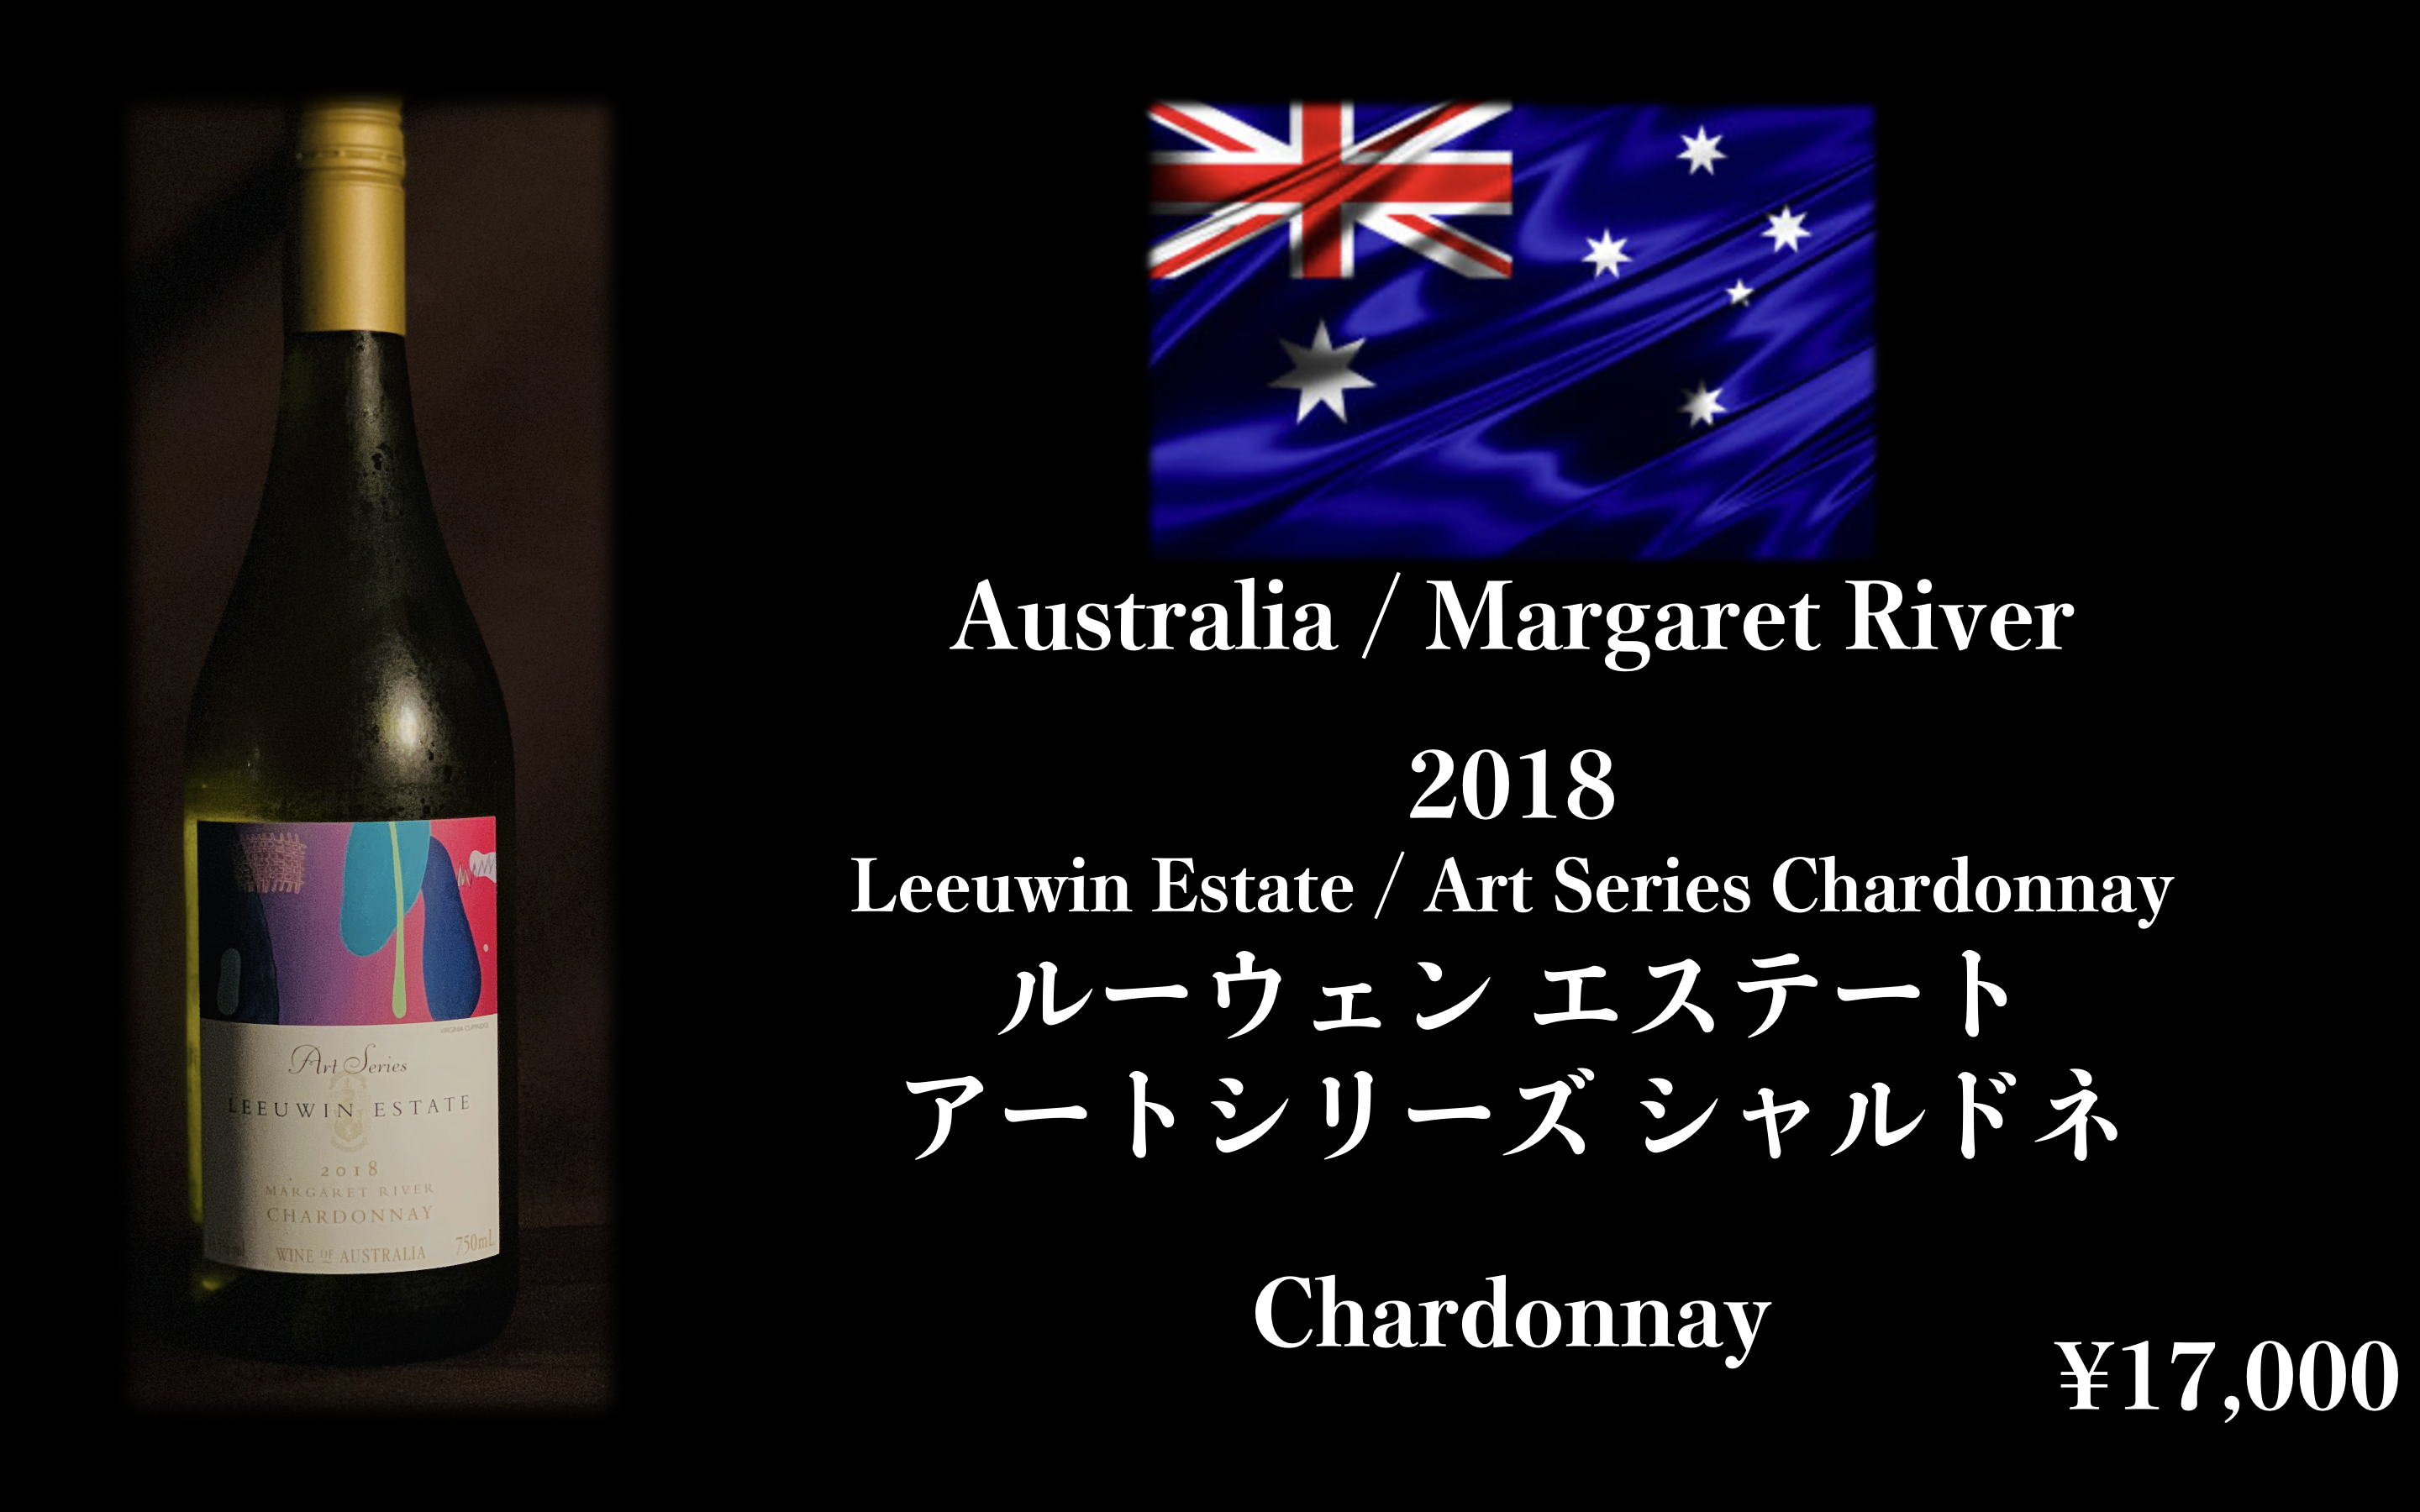 Australia / Margaret River
2018
Leeuwin Estate / Art Series Chardonnay
ルーウェン エステート
アートシリーズ シャルドネ
Chardonnay
¥17,000
Art Series
LEEUWIN ESTATE
2018
MARGARET RIVER
CHARDONNAY
WINE OF AUSTRALIA
750mL